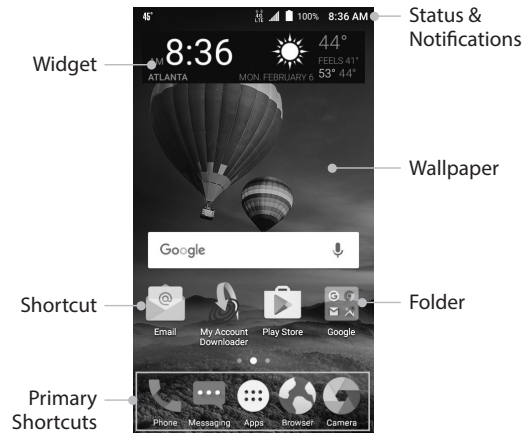 45°
4G
LTE
100%
8:36 AM
Status &
Notifications
Widget
AM
8:36
44°
FEELS 41°
ATLANTA
MON. FEBRUARY 6
53° 44°
Wallpaper
Google
Shortcut
Folder
Email
My Account
Downloader
Play Store
Google
Primary
Shortcuts
Phone
Messaging
Apps
Browser
Camera